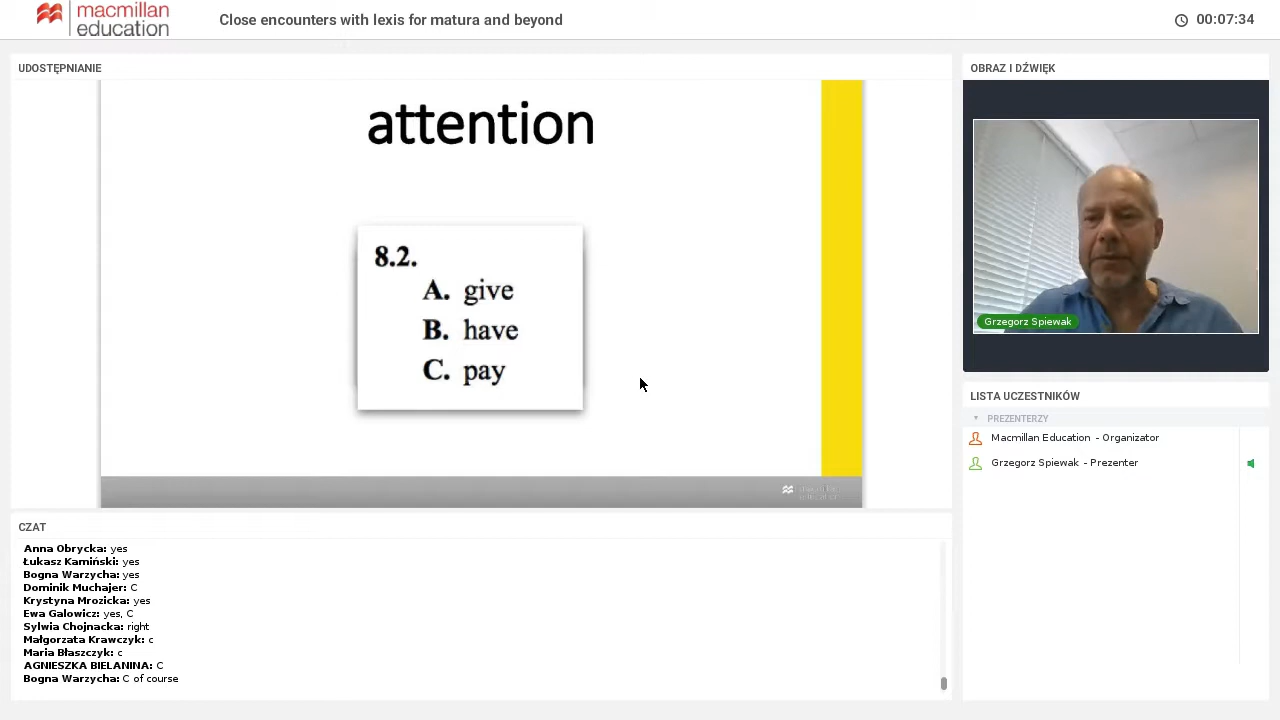 macmillan
education
Close encounters with lexis for matura and beyond
00:07:34
UDOSTĘPNIANIE
attention
8.2.
A. give
B. have
C. pay
CZAT
Anna Obrycka: yes
Łukasz Kamiński: yes
Bogna Warzycha: yes
Dominik Muchajer: C
Krystyna Mrozicka: yes
Ewa Galowicz: yes, C
Sylwia Chojnacka: right
Małgorzata Krawczyk: c
Maria Błaszczyk: c
AGNIESZKA BIELANINA: C
Bogna Warzycha: C of course
OBRAZ I DŹWIĘK
Grzegorz Spiewak
LISTA UCZESTNIKÓW
PREZENTERZY
Macmillan Education - Organizator
Grzegorz Spiewak - Prezenter